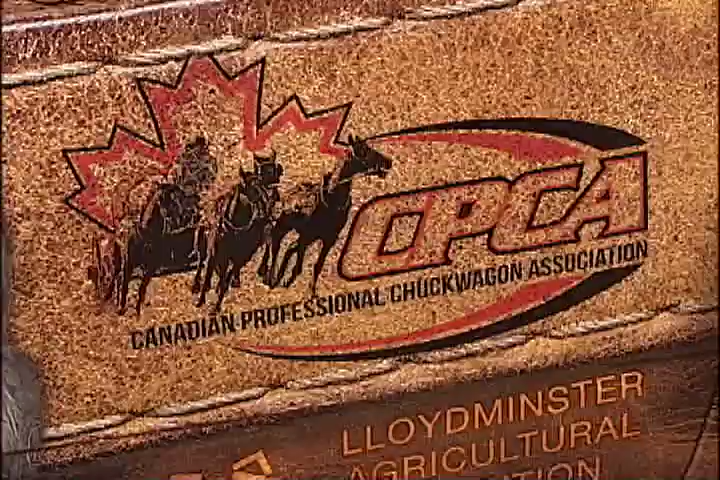 CPCA
CANADIAN PROFESSIONAL CHUCKWAGON ASSOCIATION
LLOYDMINSTER
AGRICULTURAL